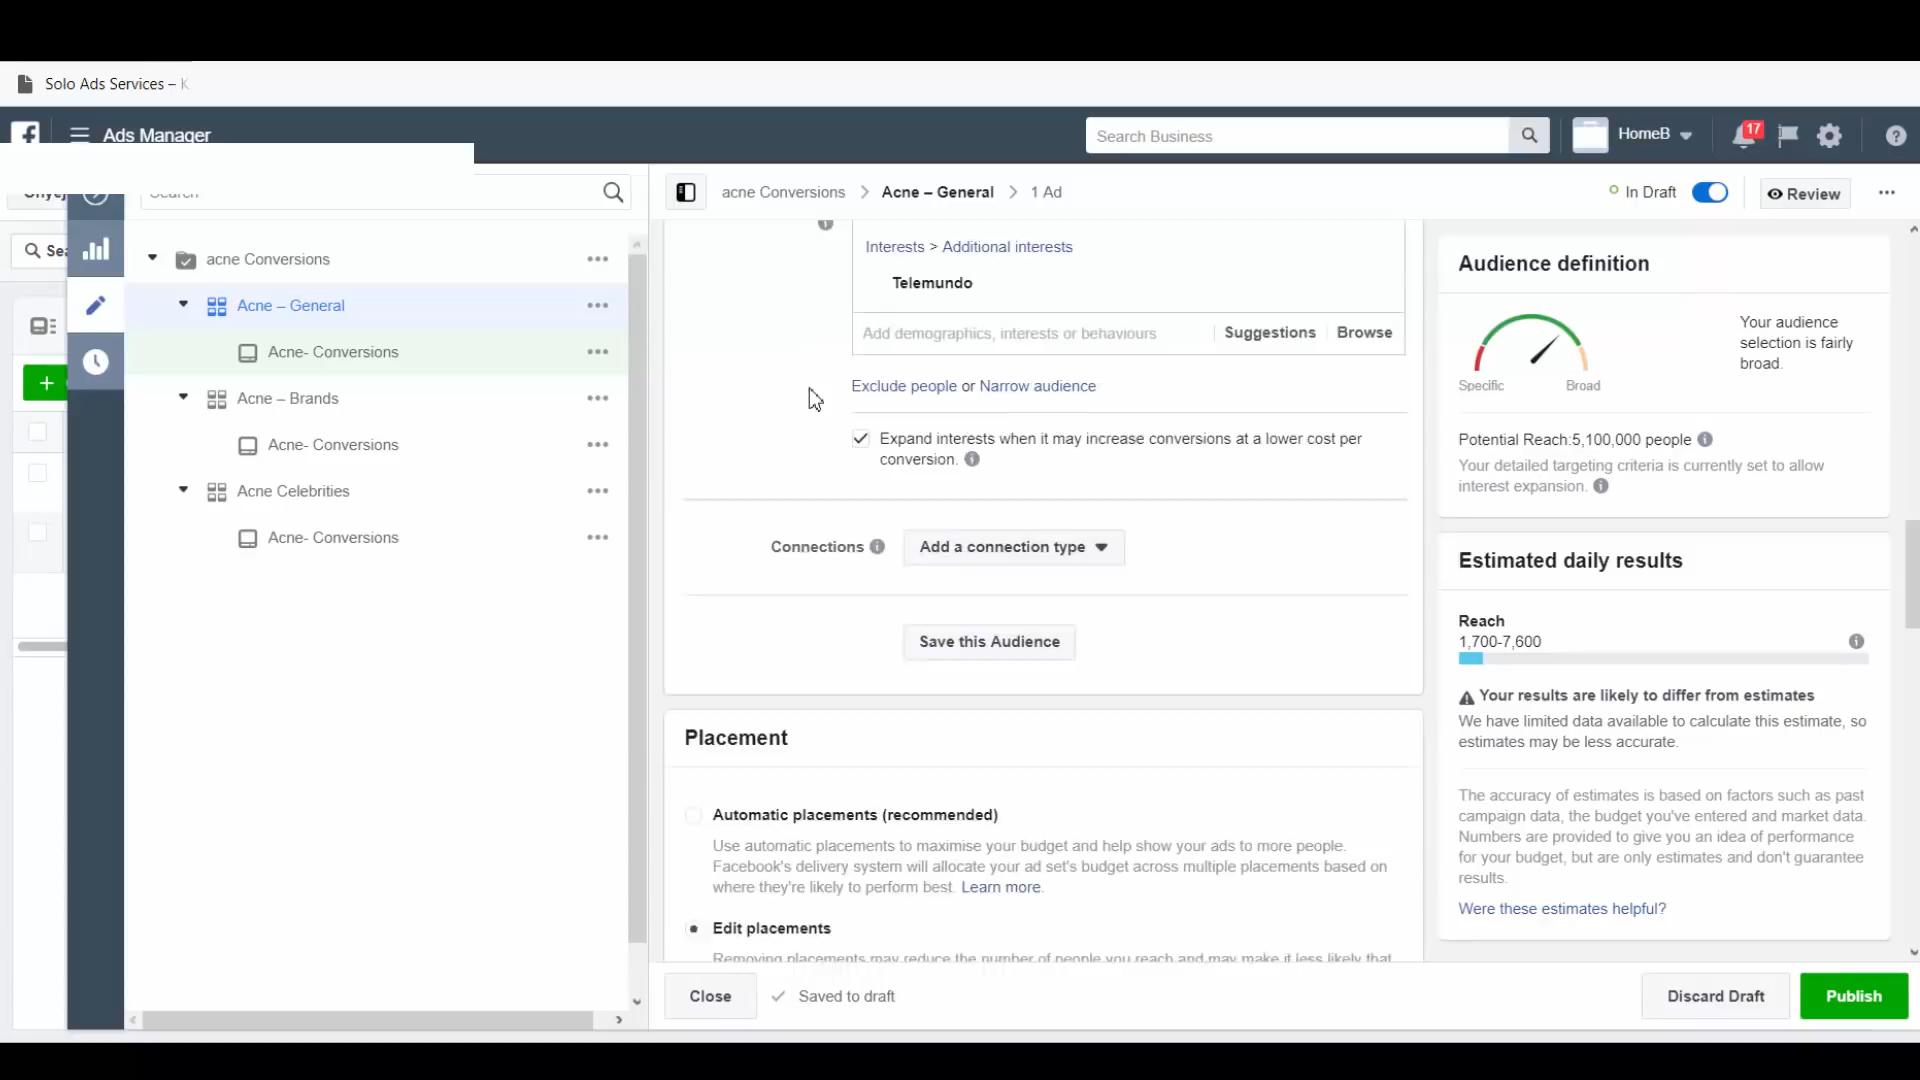 Solo Ads Services – K
Ads Manager
Search Business
HomeB
17
acne Conversions
Acne – General
1 Ad
In Draft
Review
Sea
acne Conversions
Acne – General
Acne- Conversions
Acne – Brands
Acne- Conversions
Acne Celebrities
Acne- Conversions
Interests > Additional interests
Telemundo
Add demographics, interests or behaviours
Suggestions
Browse
Exclude people or Narrow audience
Expand interests when it may increase conversions at a lower cost per
conversion.
Connections
Add a connection type
Save this Audience
Placement
Automatic placements (recommended)
Use automatic placements to maximise your budget and help show your ads to more people.
Facebook's delivery system will allocate your ad set's budget across multiple placements based on
where they're likely to perform best. Learn more.
Edit placements
Removing placements may reduce the number of people you reach and may make it less likely that
Close
Saved to draft
Discard Draft
Publish
Audience definition
Specific
Broad
Your audience
selection is fairly
broad.
Potential Reach:5,100,000 people
Your detailed targeting criteria is currently set to allow
interest expansion.
Estimated daily results
Reach
1,700-7,600
Your results are likely to differ from estimates
We have limited data available to calculate this estimate, so
estimates may be less accurate.
The accuracy of estimates is based on factors such as past
campaign data, the budget you've entered and market data.
Numbers are provided to give you an idea of performance
for your budget, but are only estimates and don't guarantee
results.
Were these estimates helpful?